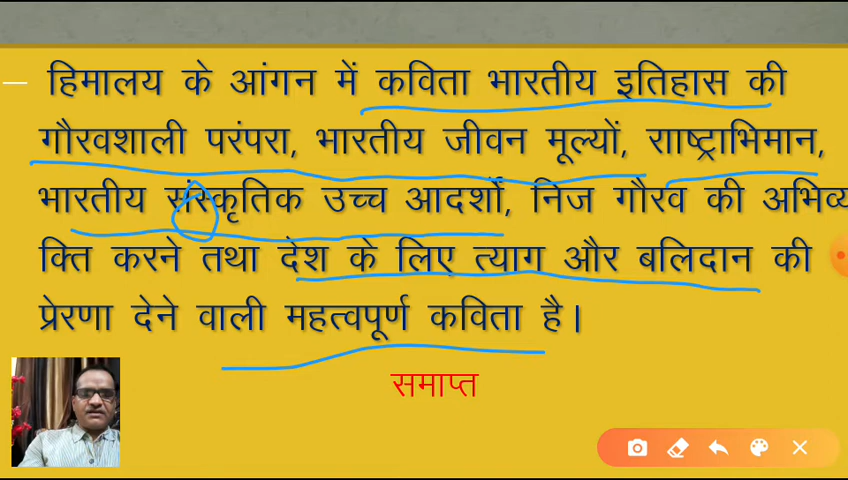 – हिमालय के आंगन में कविता भारतीय इतिहास की
गौरवशाली परंपरा, भारतीय जीवन मूल्यों, रााष्ट्राभिमान,
भारतीय संस्कृतिक उच्च आदर्शो, निज गौरव की अभिव्य
क्ति करने तथा देश के लिए त्याग और बलिदान की
प्रेरणा देने वाली महत्वपूर्ण कविता है।
समाप्त